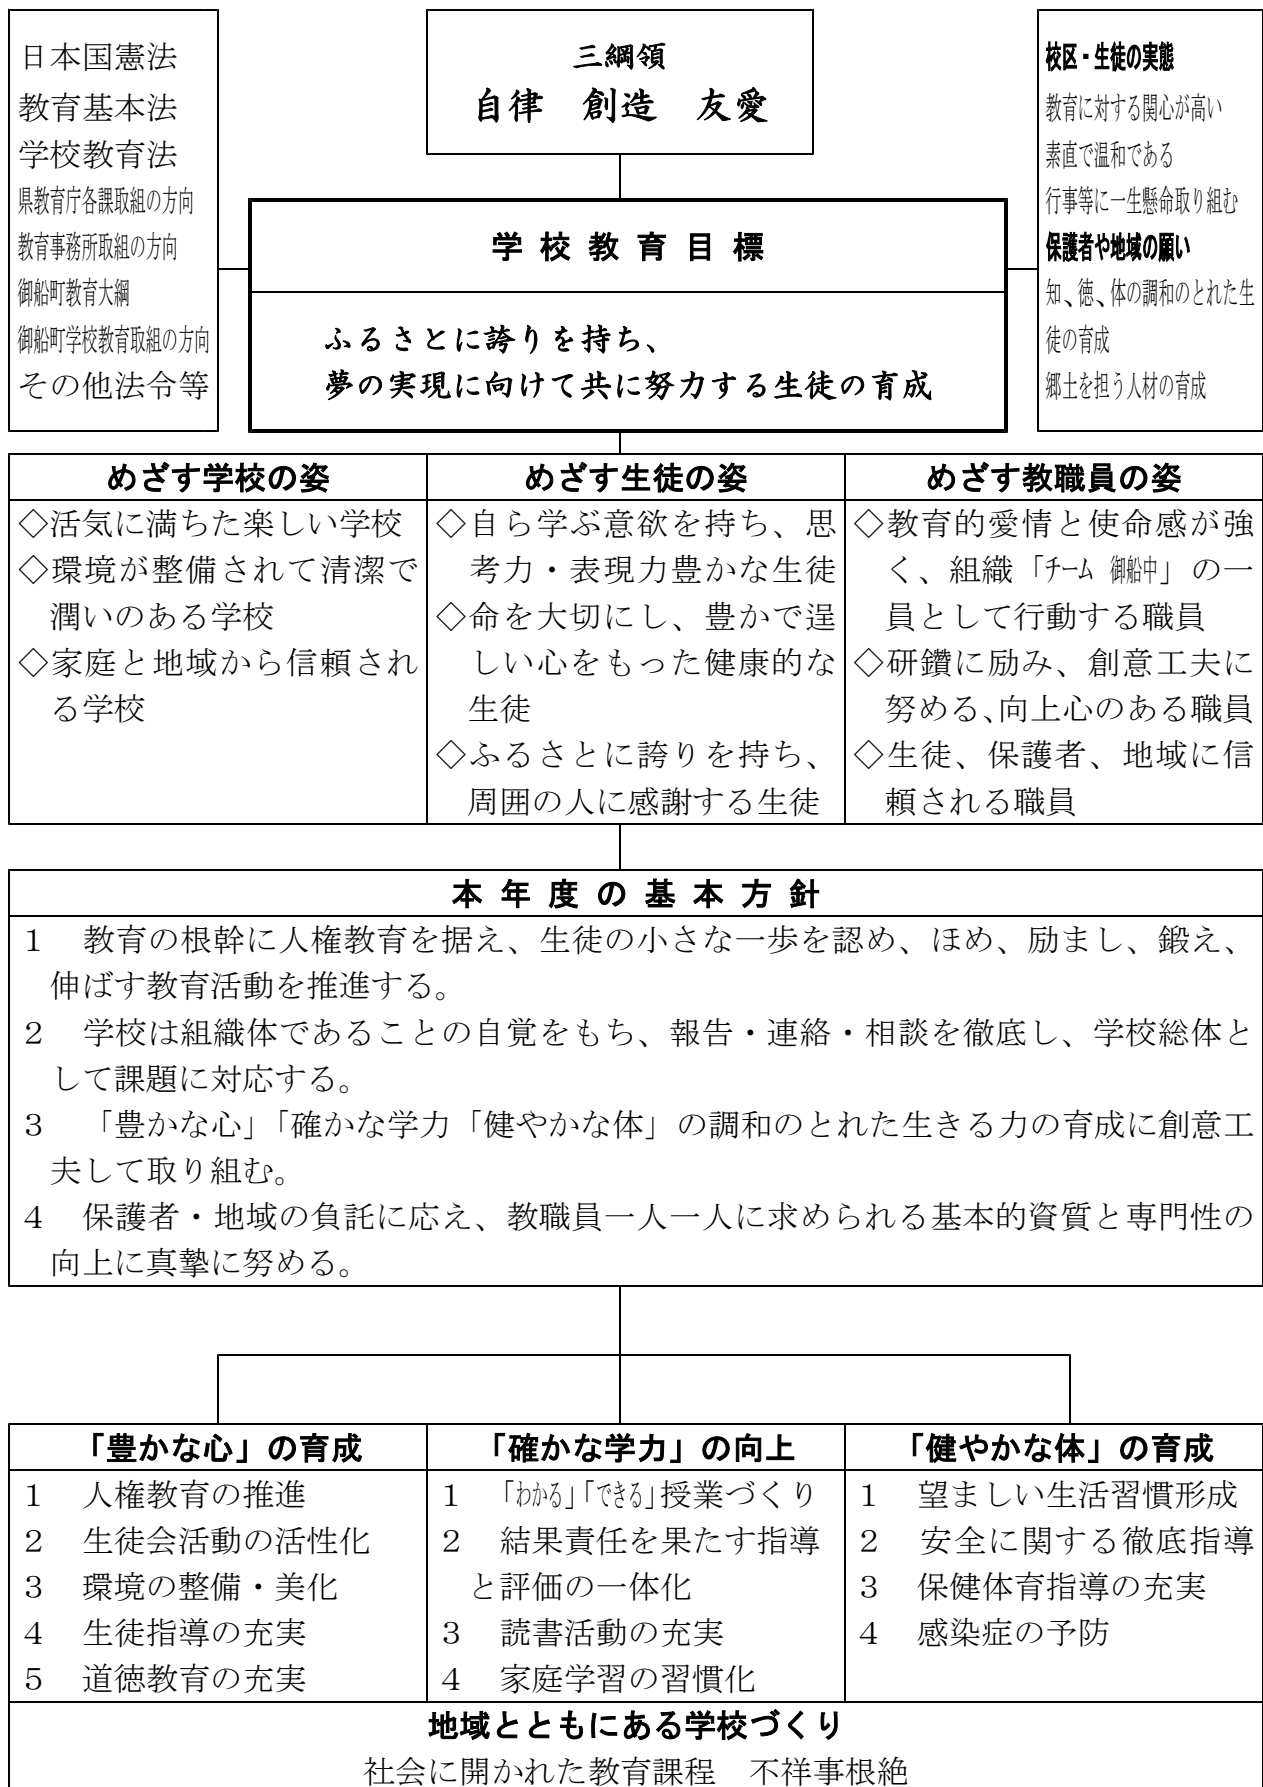 日本国憲法
教育基本法
学校教育法
県教育庁各課取組の方向
教育事務所取組の方向
御船町教育大綱
御船町学校教育取組の方向
その他法令等
三綱領
自律　創造　友愛
校区・生徒の実態
教育に対する関心が高い
素直で温和である
行事等に一生懸命取り組む
保護者や地域の願い
知、徳、体の調和のとれた生
徒の育成
郷土を担う人材の育成
学校教育目標
ふるさとに誇りを持ち、
夢の実現に向けて共に努力する生徒の育成
めざす学校の姿
◇活気に満ちた楽しい学校
◇環境が整備されて清潔で
潤いのある学校
◇家庭と地域から信頼され
る学校
めざす生徒の姿
◇自ら学ぶ意欲を持ち、思
考力・表現力豊かな生徒
◇命を大切にし、豊かで逞
しい心をもった健康的な
生徒
◇ふるさとに誇りを持ち、
周囲の人に感謝する生徒
めざす教職員の姿
◇教育的愛情と使命感が強
く、組織「チーム 御船中」の一
員として行動する職員
◇研鑽に励み、創意工夫に
努める、向上心のある職員
◇生徒、保護者、地域に信
頼される職員
本年度の基本方針
１　教育の根幹に人権教育を据え、生徒の小さな一歩を認め、ほめ、励まし、鍛え、
伸ばす教育活動を推進する。
２　学校は組織体であることの自覚をもち、報告・連絡・相談を徹底し、学校総体と
して課題に対応する。
３　「豊かな心」「確かな学力「健やかな体」の調和のとれた生きる力の育成に創意工
夫して取り組む。
４　保護者・地域の負託に応え、教職員一人一人に求められる基本的資質と専門性の
向上に真摯に努める。
「豊かな心」の育成
１　人権教育の推進
２　生徒会活動の活性化
３　環境の整備・美化
４　生徒指導の充実
５　道徳教育の充実
「確かな学力」の向上
１　「わかる」「できる」授業づくり
２　結果責任を果たす指導
と評価の一体化
３　読書活動の充実
４　家庭学習の習慣化
「健やかな体」の育成
１　望ましい生活習慣形成
２　安全に関する徹底指導
３　保健体育指導の充実
４　感染症の予防
地域とともにある学校づくり
社会に開かれた教育課程　不祥事根絶